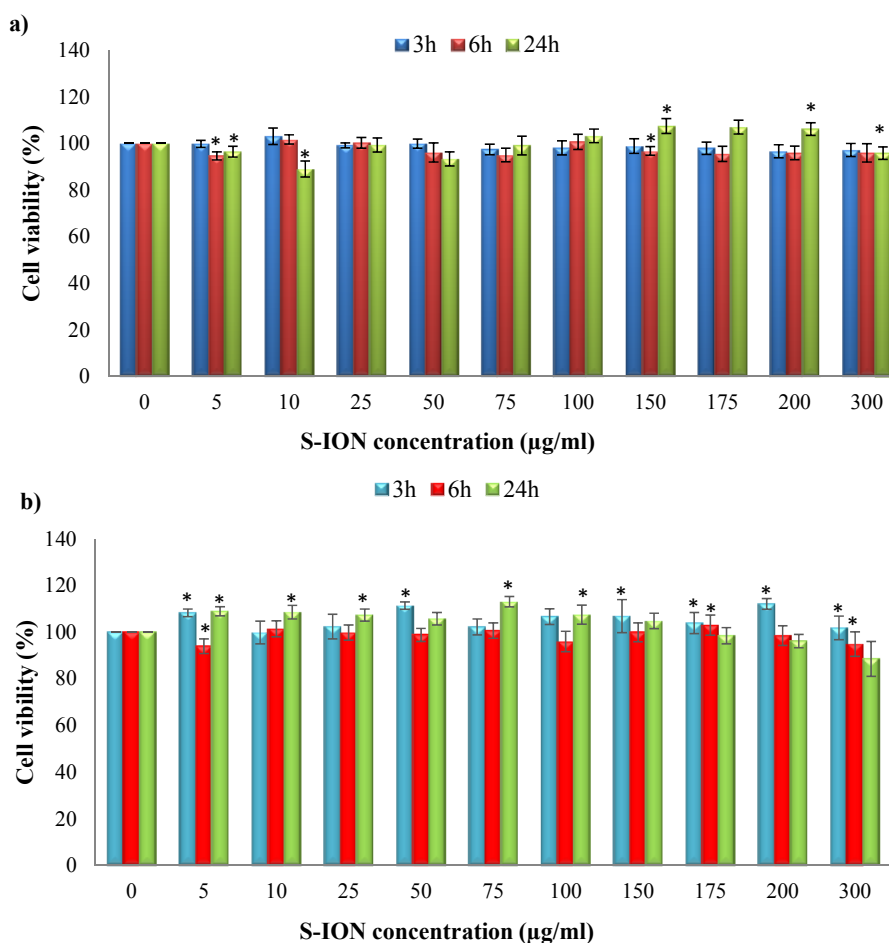 a)
3h 6h 24h
140
120
100
80
60
40
20
0
Cell viability (%)
* * * * * * *
0 5 10 25 50 75 100 150 175 200 300
S-ION concentration (µg/ml)
b)
3h 6h 24h
140
120
100
80
60
40
20
0
Cell vibility (%)
* * * * * * * * * * * * * *
0 5 10 25 50 75 100 150 175 200 300
S-ION concentration (µg/ml)